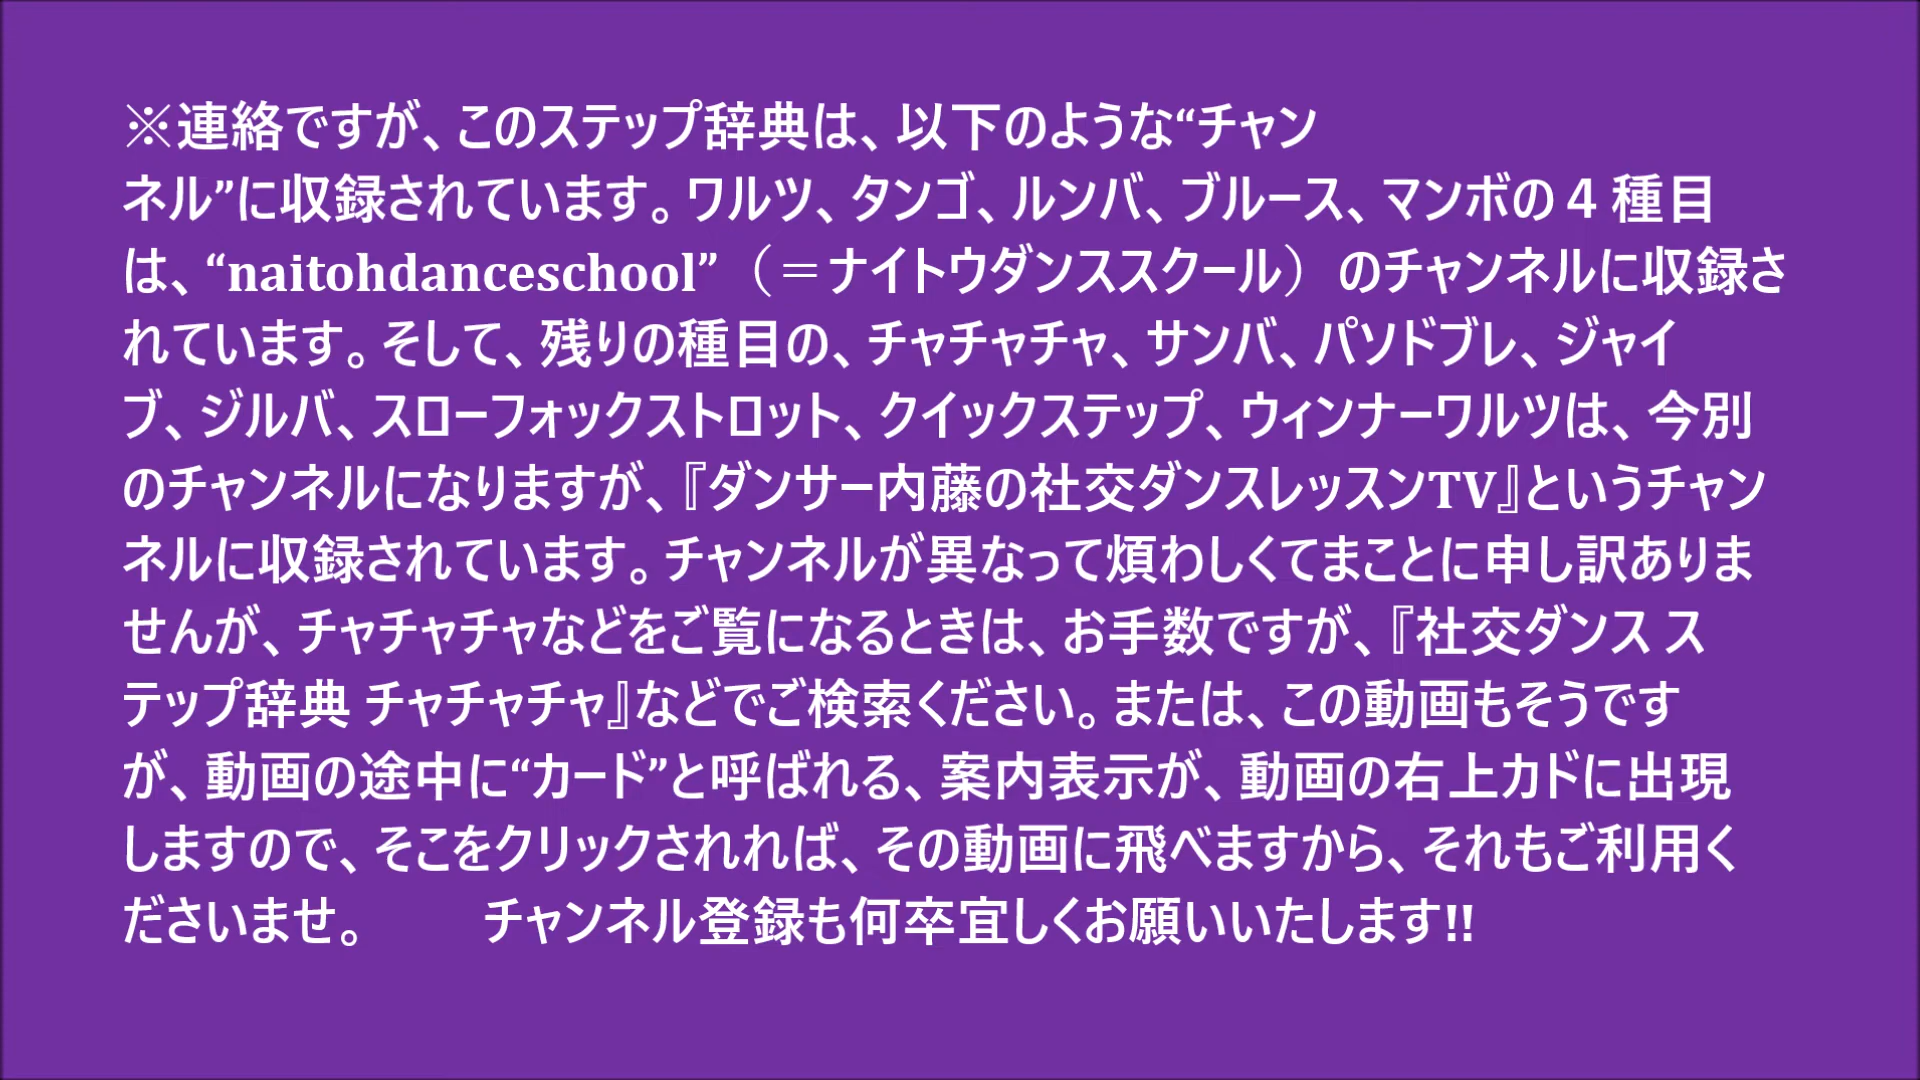 ※連絡ですが、このステップ辞典は、以下のような“チャン
ネル”に収録されています。ワルツ、タンゴ、ルンバ、ブルース、マンボの４種目
は、“naitohdanceschool”（＝ナイトウダンススクール）のチャンネルに収録さ
れています。そして、残りの種目の、チャチャチャ、サンバ、パソドブレ、ジャイ
ブ、ジルバ、スローフォックストロット、クイックステップ、ウィンナーワルツは、今別
のチャンネルになりますが、『ダンサー内藤の社交ダンスレッスンTV』というチャン
ネルに収録されています。チャンネルが異なって煩わしくてまことに申し訳ありま
せんが、チャチャチャなどをご覧になるときは、お手数ですが、『社交ダンス ス
テップ辞典 チャチャチャ』などでご検索ください。または、この動画もそうです
が、動画の途中に“カード”と呼ばれる、案内表示が、動画の右上カドに出現
しますので、そこをクリックされれば、その動画に飛べますから、それもご利用く
ださいませ。　　チャンネル登録も何卒宜しくお願いいたします!!